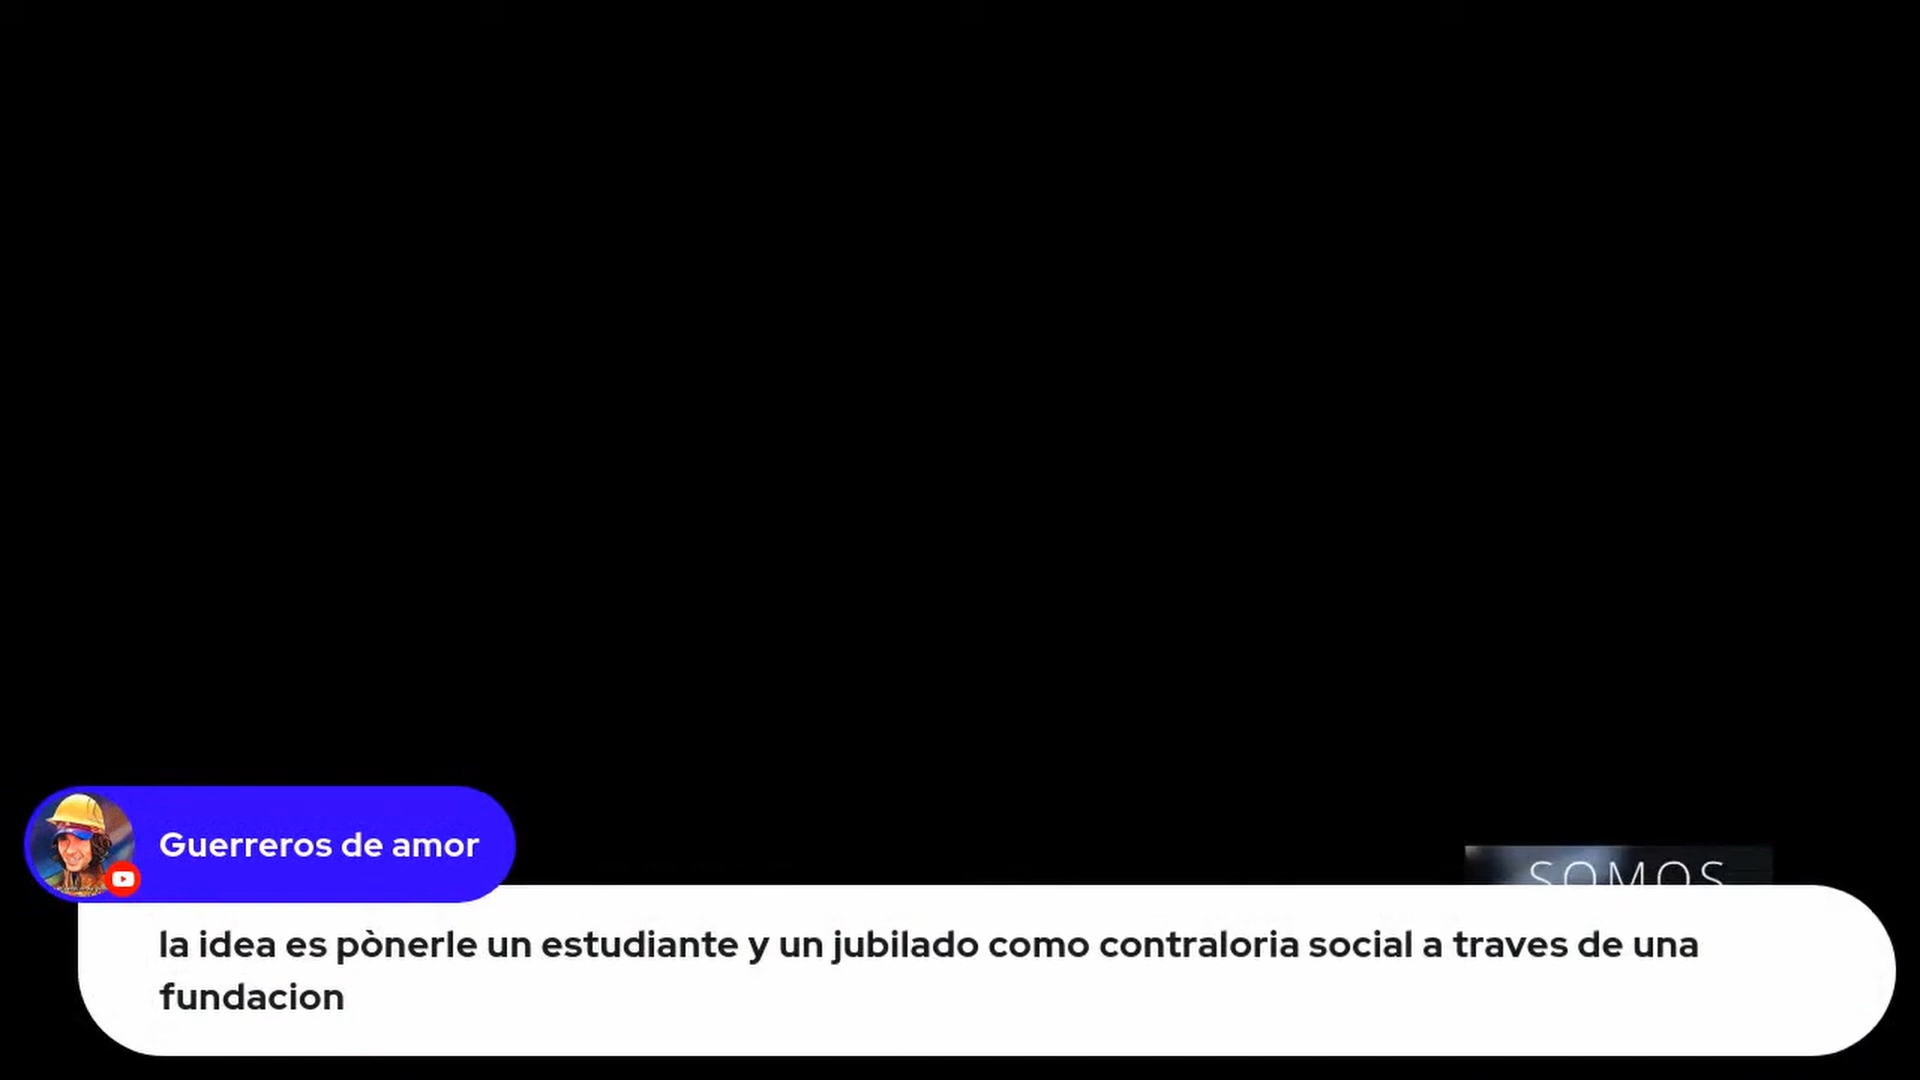 SOMOS
Guerreros de amor
la idea es pònerle un estudiante y un jubilado como contraloria social a traves de una
fundacion